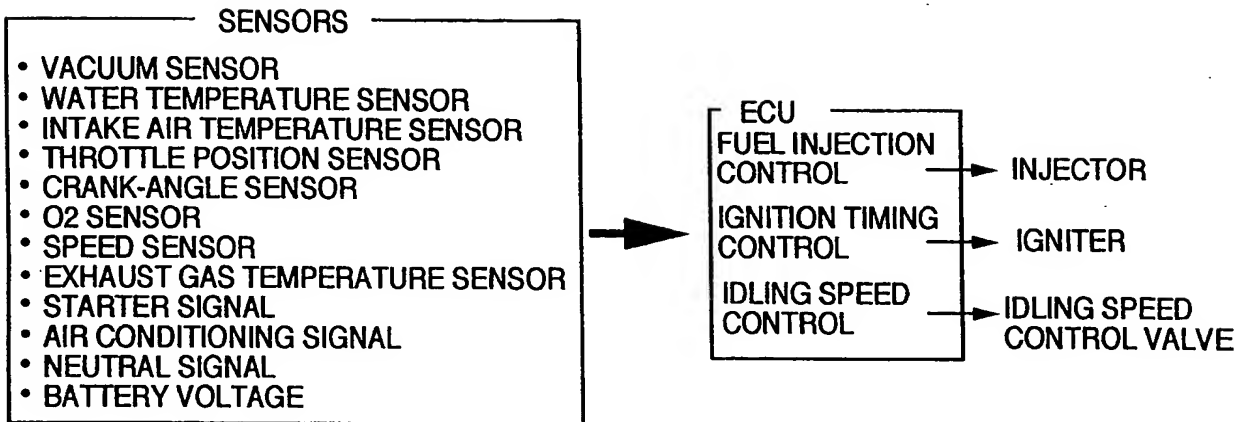 SENSORS
• VACUUM SENSOR
• WATER TEMPERATURE SENSOR
• INTAKE AIR TEMPERATURE SENSOR
• THROTTLE POSITION SENSOR
• CRANK-ANGLE SENSOR
• O2 SENSOR
• SPEED SENSOR
• EXHAUST GAS TEMPERATURE SENSOR
• STARTER SIGNAL
• AIR CONDITIONING SIGNAL
• NEUTRAL SIGNAL
• BATTERY VOLTAGE
ECU
FUEL INJECTION
CONTROL
INJECTOR
IGNITION TIMING
CONTROL
IGNITER
IDLING SPEED
CONTROL
IDLING SPEED
CONTROL VALVE